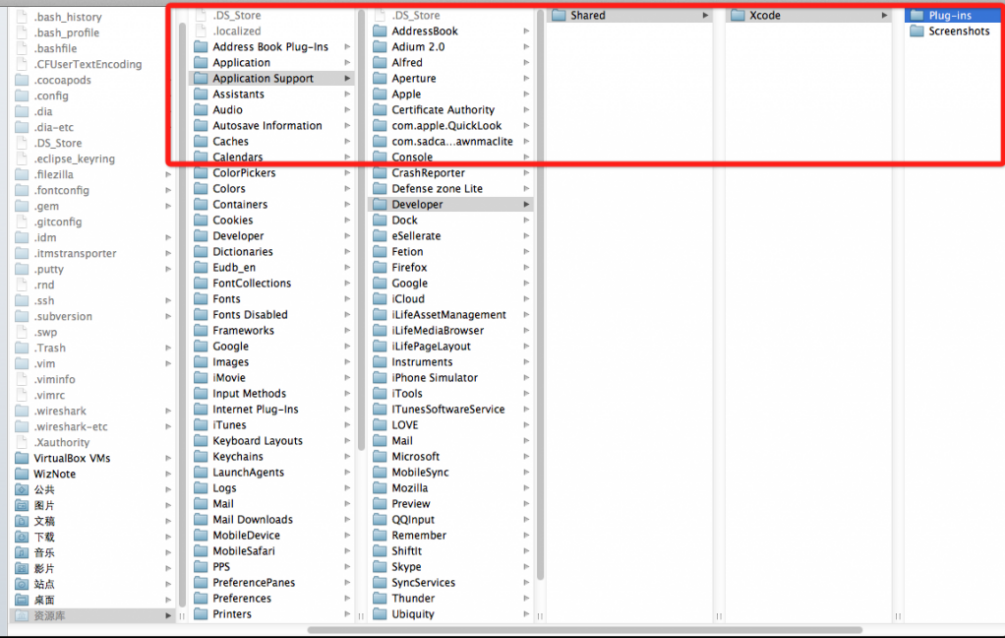 .bash_history
.bash_profile
.bashfile
.CFUserTextEncoding
.cocoapods
.config
.dia
.dia-etc
.DS_Store
.eclipse_keyring
.filezilla
.fontconfig
.gem
.gitconfig
.idm
.itmstransporter
.putty
.rnd
.ssh
.subversion
.swp
.Trash
.vim
.viminfo
.vimrc
.wireshark
.wireshark-etc
.Xauthority
VirtualBox VMs
WizNote
公共
图片
文稿
下载
音乐
影片
站点
桌面
资源库
.DS_Store
.localized
Address Book Plug-Ins
Application
Application Support
Assistants
Audio
Autosave Information
Caches
Calendars
ColorPickers
Colors
Containers
Cookies
Developer
Dictionaries
Eudb_en
FontCollections
Fonts
Fonts Disabled
Frameworks
Google
Images
iMovie
Input Methods
Internet Plug-Ins
iTunes
Keyboard Layouts
Keychains
LaunchAgents
Logs
Mail
Mail Downloads
MobileDevice
MobileSafari
PPS
PreferencePanes
Preferences
Printers
.DS_Store
AddressBook
Adium 2.0
Alfred
Aperture
Apple
Certificate Authority
com.apple.QuickLook
com.sadca...awnmaclite
Console
CrashReporter
Defense zone Lite
Developer
Dock
eSellerate
Fetion
Firefox
Google
iCloud
iLifeAssetManagement
iLifeMediaBrowser
iLifePageLayout
Instruments
iPhone Simulator
iTools
ITunesSoftwareService
LOVE
Mail
Microsoft
MobileSync
Mozilla
Preview
QQInput
Remember
ShiftIt
Skype
SyncServices
Thunder
Ubiquity
Shared
Xcode
Plug-ins
Screenshots